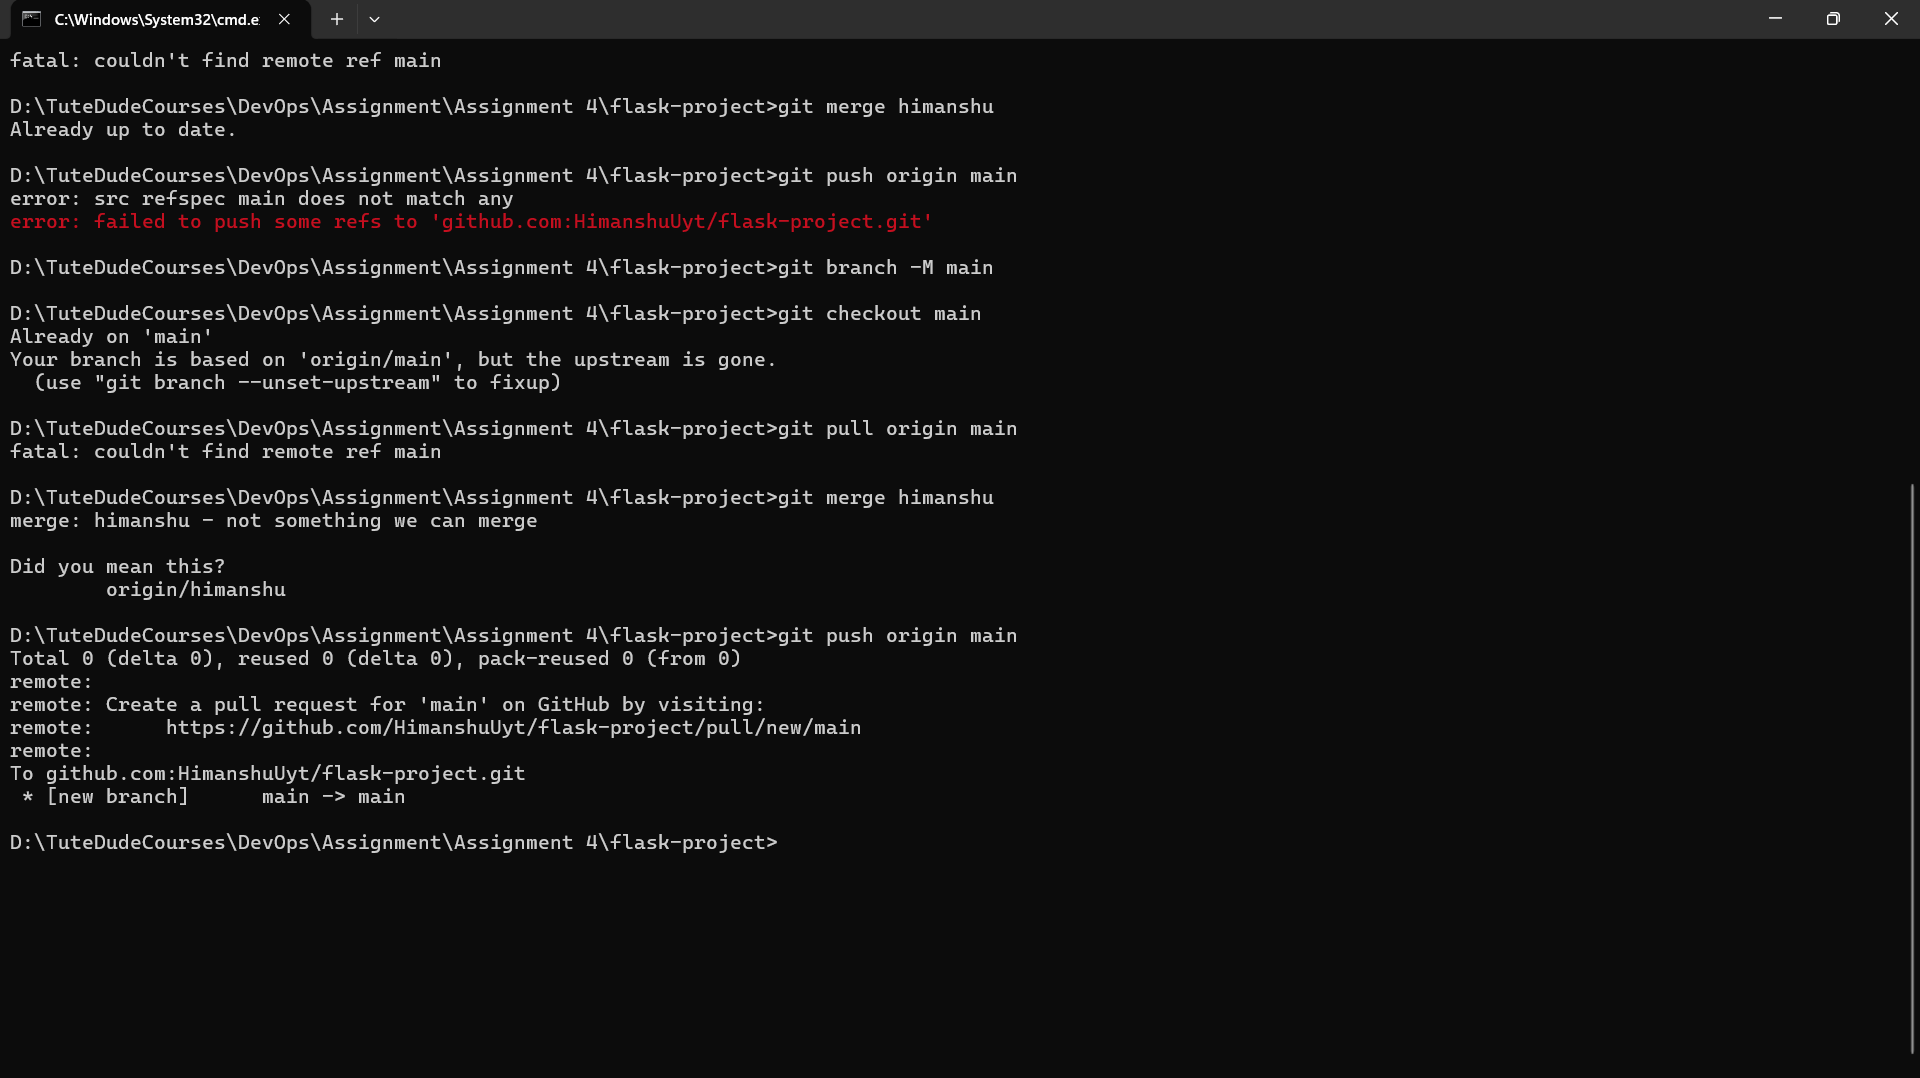 C:\Windows\System32\cmd.e
fatal: couldn't find remote ref main
D:\TuteDudeCourses\DevOps\Assignment\Assignment 4\flask-project>git merge himanshu
Already up to date.
D:\TuteDudeCourses\DevOps\Assignment\Assignment 4\flask-project>git push origin main
error: src refspec main does not match any
error: failed to push some refs to 'github.com:HimanshuUyt/flask-project.git'
D:\TuteDudeCourses\DevOps\Assignment\Assignment 4\flask-project>git branch -M main
D:\TuteDudeCourses\DevOps\Assignment\Assignment 4\flask-project>git checkout main
Already on 'main'
Your branch is based on 'origin/main', but the upstream is gone.
  (use "git branch --unset-upstream" to fixup)
D:\TuteDudeCourses\DevOps\Assignment\Assignment 4\flask-project>git pull origin main
fatal: couldn't find remote ref main
D:\TuteDudeCourses\DevOps\Assignment\Assignment 4\flask-project>git merge himanshu
merge: himanshu - not something we can merge
Did you mean this?
        origin/himanshu
D:\TuteDudeCourses\DevOps\Assignment\Assignment 4\flask-project>git push origin main
Total 0 (delta 0), reused 0 (delta 0), pack-reused 0 (from 0)
remote:
remote: Create a pull request for 'main' on GitHub by visiting:
remote:      https://github.com/HimanshuUyt/flask-project/pull/new/main
remote:
To github.com:HimanshuUyt/flask-project.git
 * [new branch]      main -> main
D:\TuteDudeCourses\DevOps\Assignment\Assignment 4\flask-project>